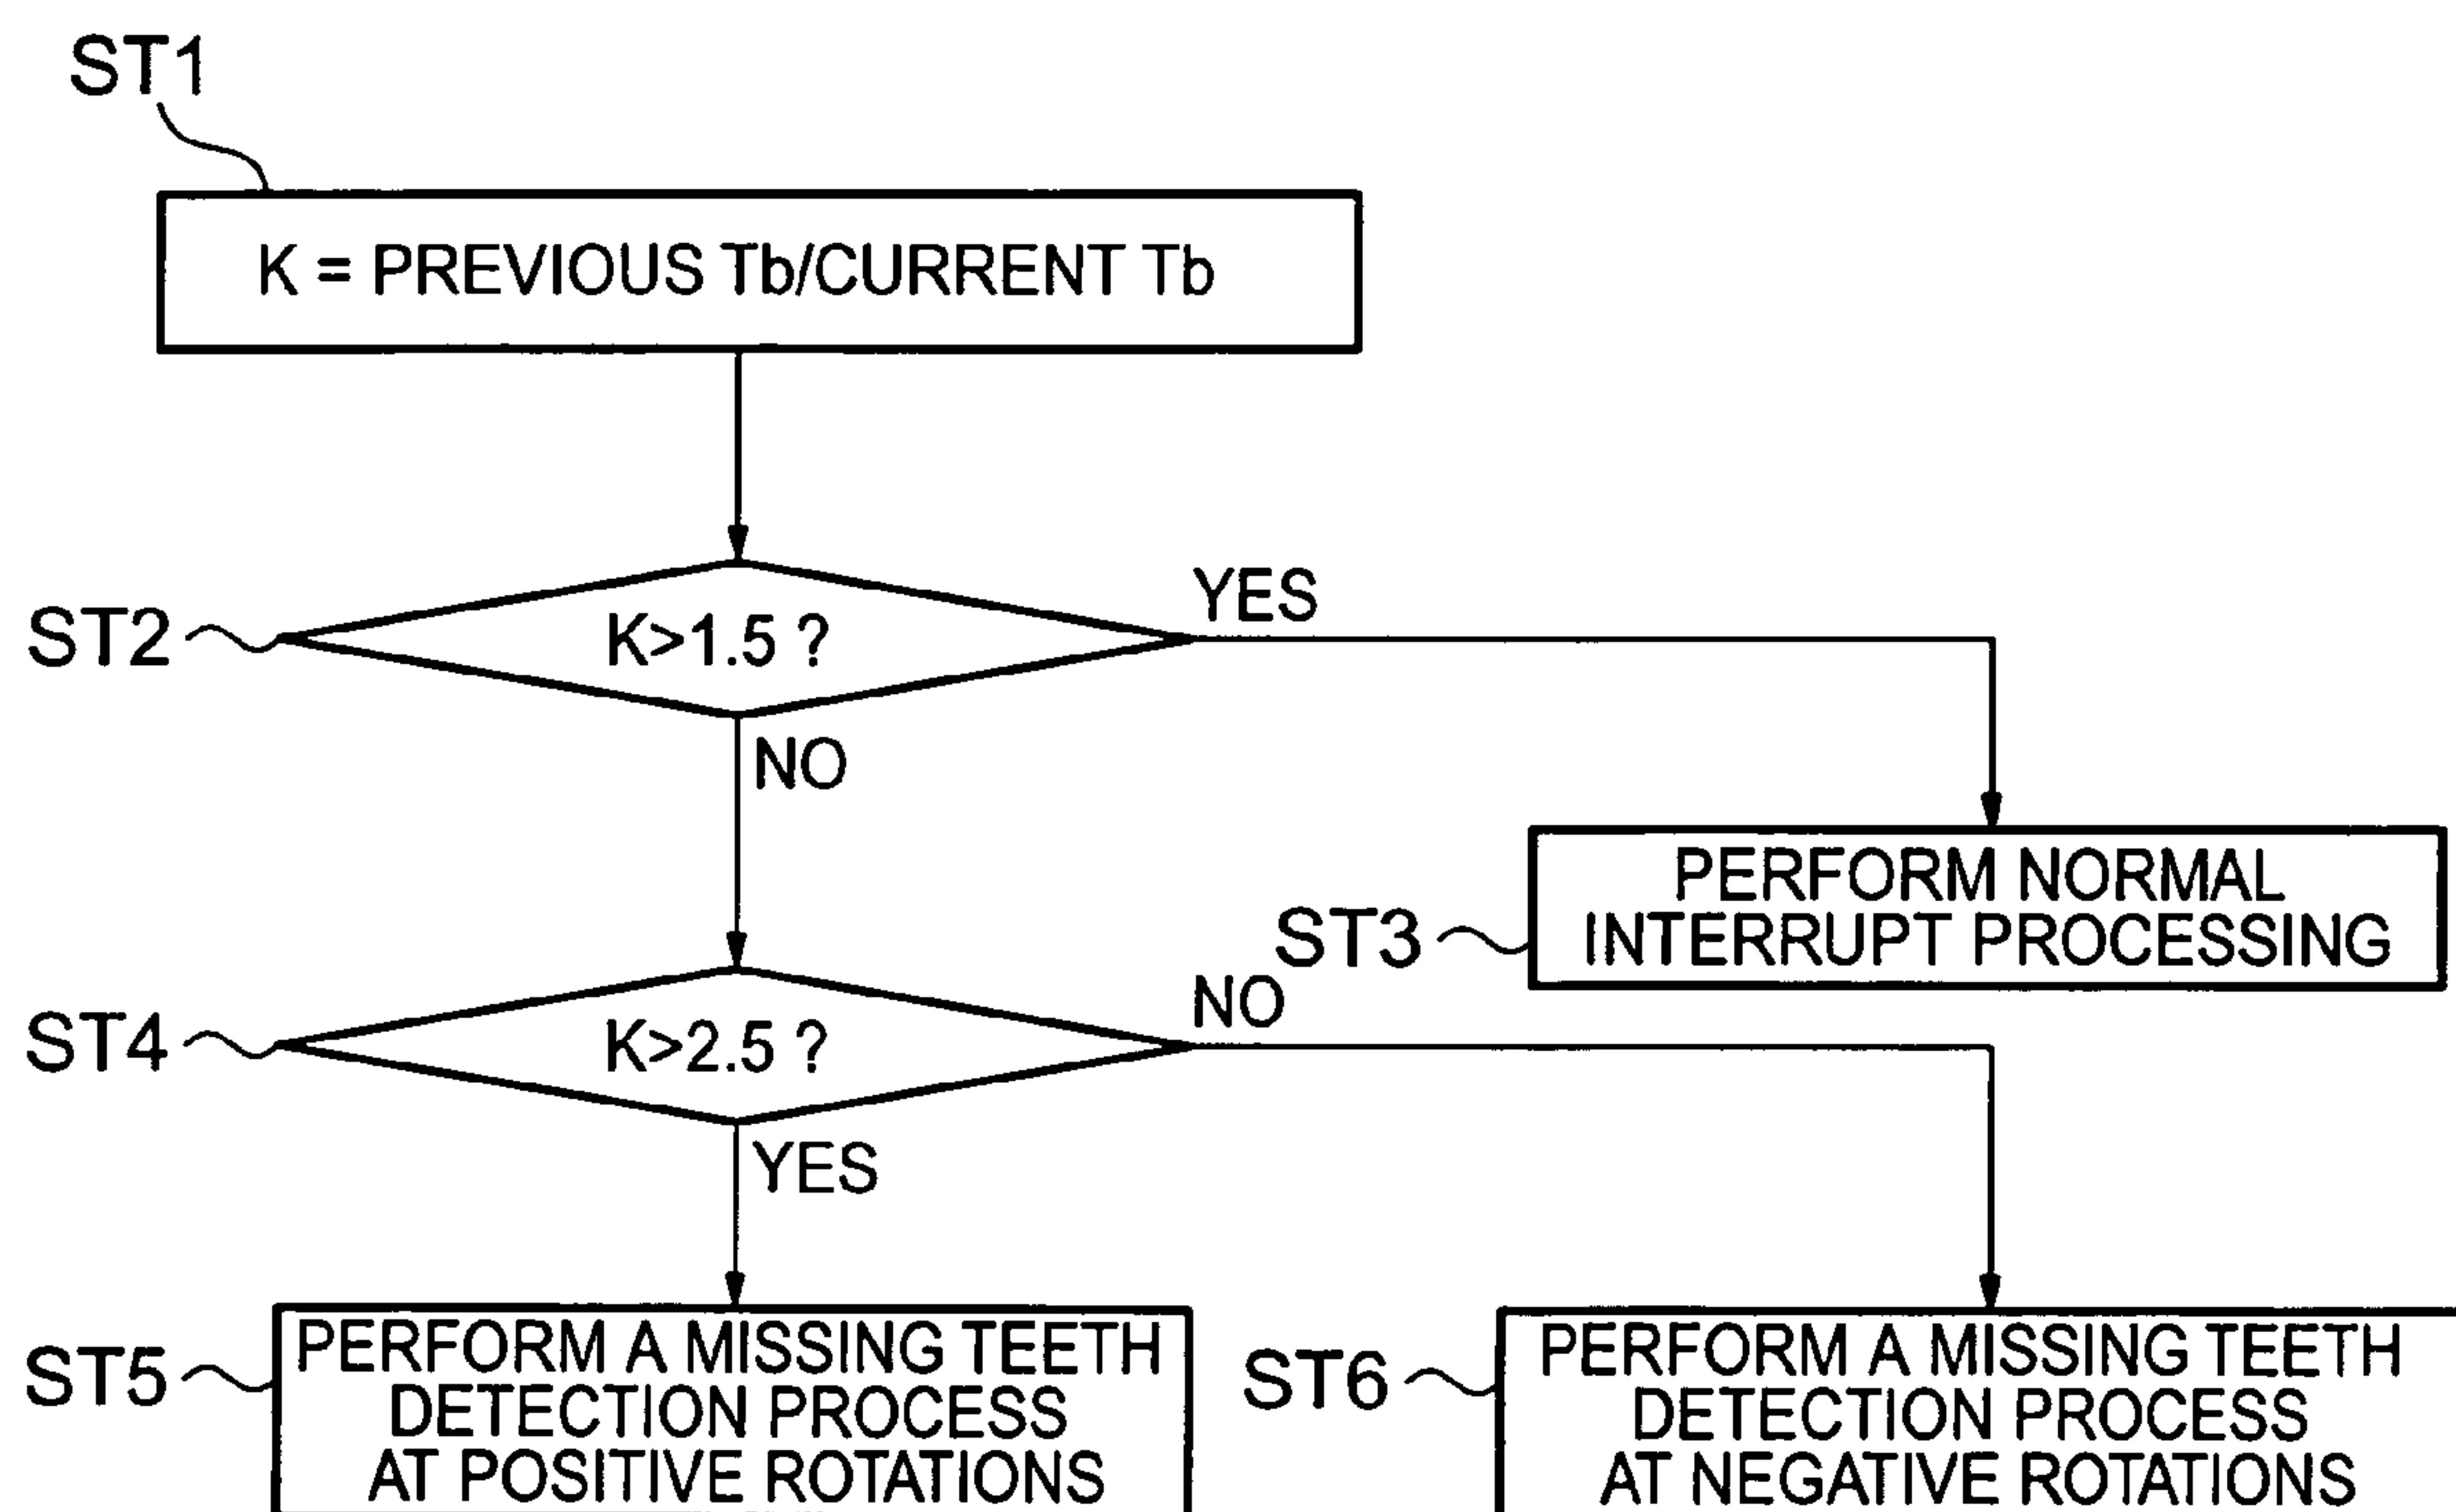 ST1
K = PREVIOUS Tb/CURRENT Tb
ST2
K>1.5 ?
YES
NO
PERFORM NORMAL
INTERRUPT PROCESSING
ST3
ST4
K>2.5 ?
NO
YES
ST5
PERFORM A MISSING TEETH
DETECTION PROCESS
AT POSITIVE ROTATIONS
ST6
PERFORM A MISSING TEETH
DETECTION PROCESS
AT NEGATIVE ROTATIONS